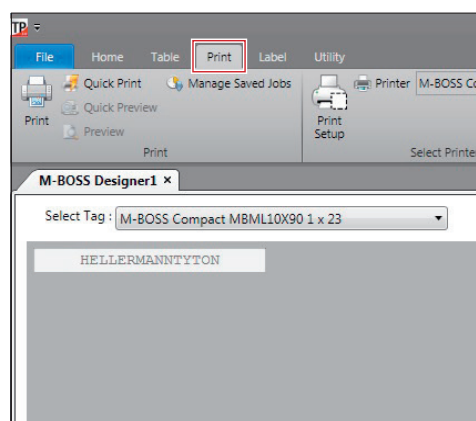 TP
File Home Table Print Label Utility
Print
Quick Print
Quick Preview
Preview
Manage Saved Jobs
Print
Print Setup
Printer M-BOSS Co
Select Printe
M-BOSS Designer1 ×
Select Tag : M-BOSS Compact MBML10X90 1 x 23
HELLERMANNTYTON